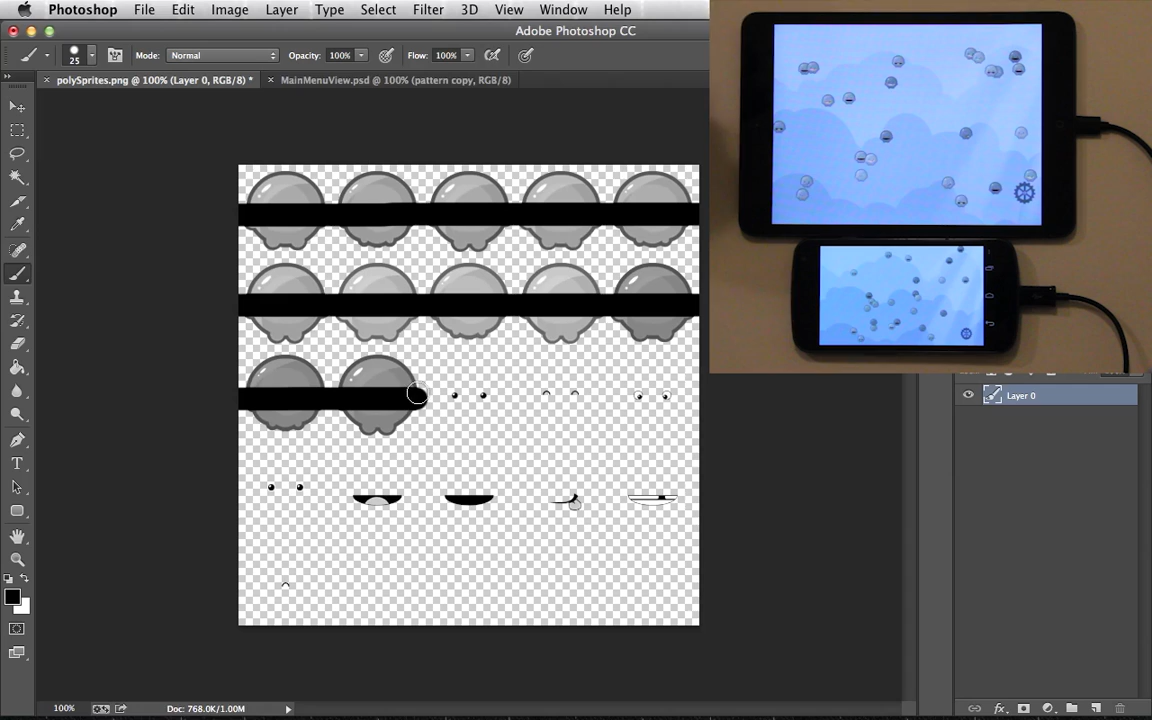 Photoshop File Edit Image Layer Type Select Filter 3D View Window Help
Adobe Photoshop CC
25 Mode: Normal Opacity: 100% Flow: 100%
polySprites.png @ 100% (Layer 0, RGB/8) * MainMenuView.psd @ 100% (pattern copy, RGB/8)
Layer 0
100% Doc: 768.0K/1.00M